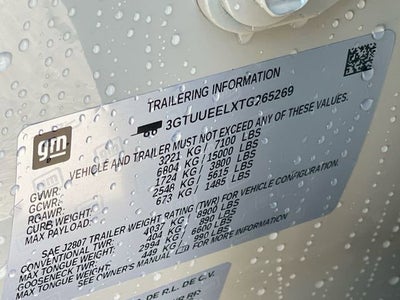 TRAILERING INFORMATION
3GTUUEELXTG265269
gm
VEHICLE AND TRAILER MUST NOT EXCEED ANY OF THESE VALUES.
GVWR: 3221 KG / 7100 LBS
GCWR: 6804 KG / 15000 LBS
RGAWR: 1724 KG / 3800 LBS
CURB WEIGHT: 2548 KG / 5615 LBS
MAX PAYLOAD: 673 KG / 1485 LBS
SAE J2807 TRAILER WEIGHT RATING (TWR) FOR VEHICLE CONFIGURATION.
CONVENTIONAL TWR: 4037 KG / 8900 LBS
MAX TONGUE WEIGHT: 404 KG / 890 LBS
GOOSENECK TWR: 2994 KG / 6600 LBS
MAX TONGUE WEIGHT: 449 KG / 990 LBS
SEE OWNER'S MANUAL FOR MORE INFORMATION.
DE R.L. DE C.V.